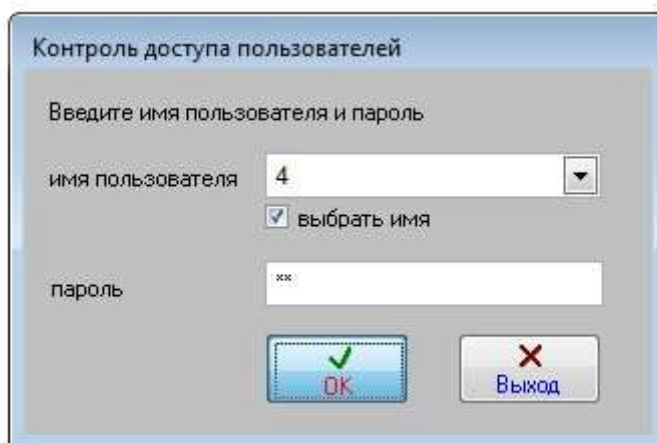 Контроль доступа пользователей
Введите имя пользователя и пароль
имя пользователя 4
выбрать имя
пароль **
OK Выход